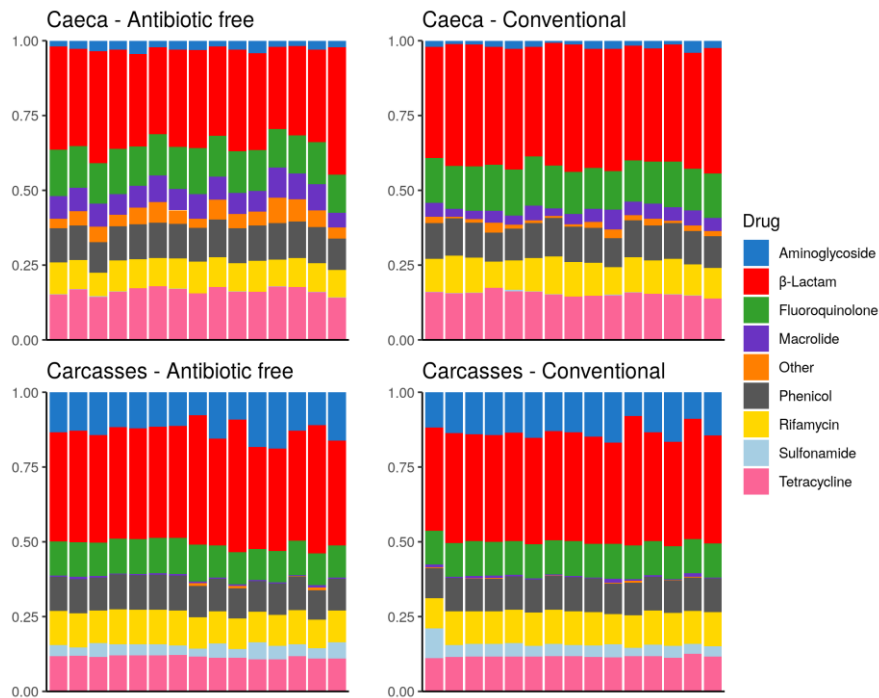 Caeca - Antibiotic free
Caeca - Conventional
1.00
0.75
0.50
0.25
0.00
1.00
0.75
0.50
0.25
0.00
Drug
Aminoglycoside
β-Lactam
Fluoroquinolone
Macrolide
Other
Phenicol
Rifamycin
Sulfonamide
Tetracycline
Carcasses - Antibiotic free
Carcasses - Conventional
1.00
0.75
0.50
0.25
0.00
1.00
0.75
0.50
0.25
0.00